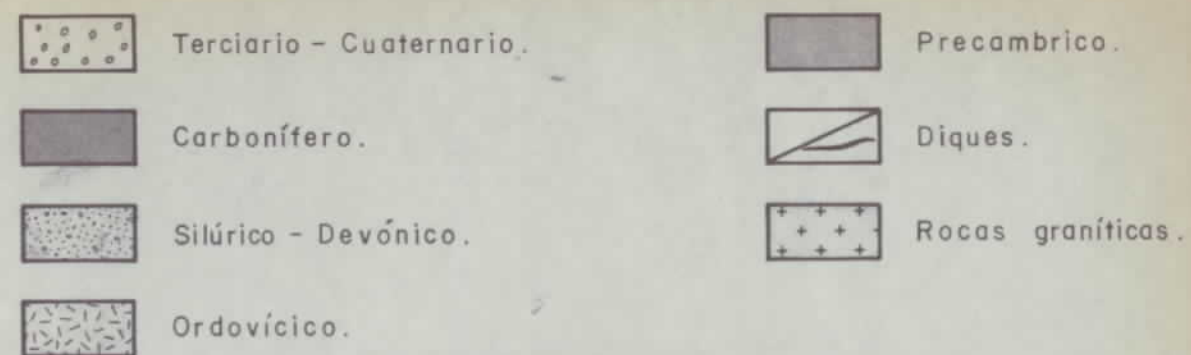 Terciario - Cuaternario.
Carbonífero.
Silúrico - Devónico.
Ordovícico.
Precambrico.
Diques.
Rocas graníticas.